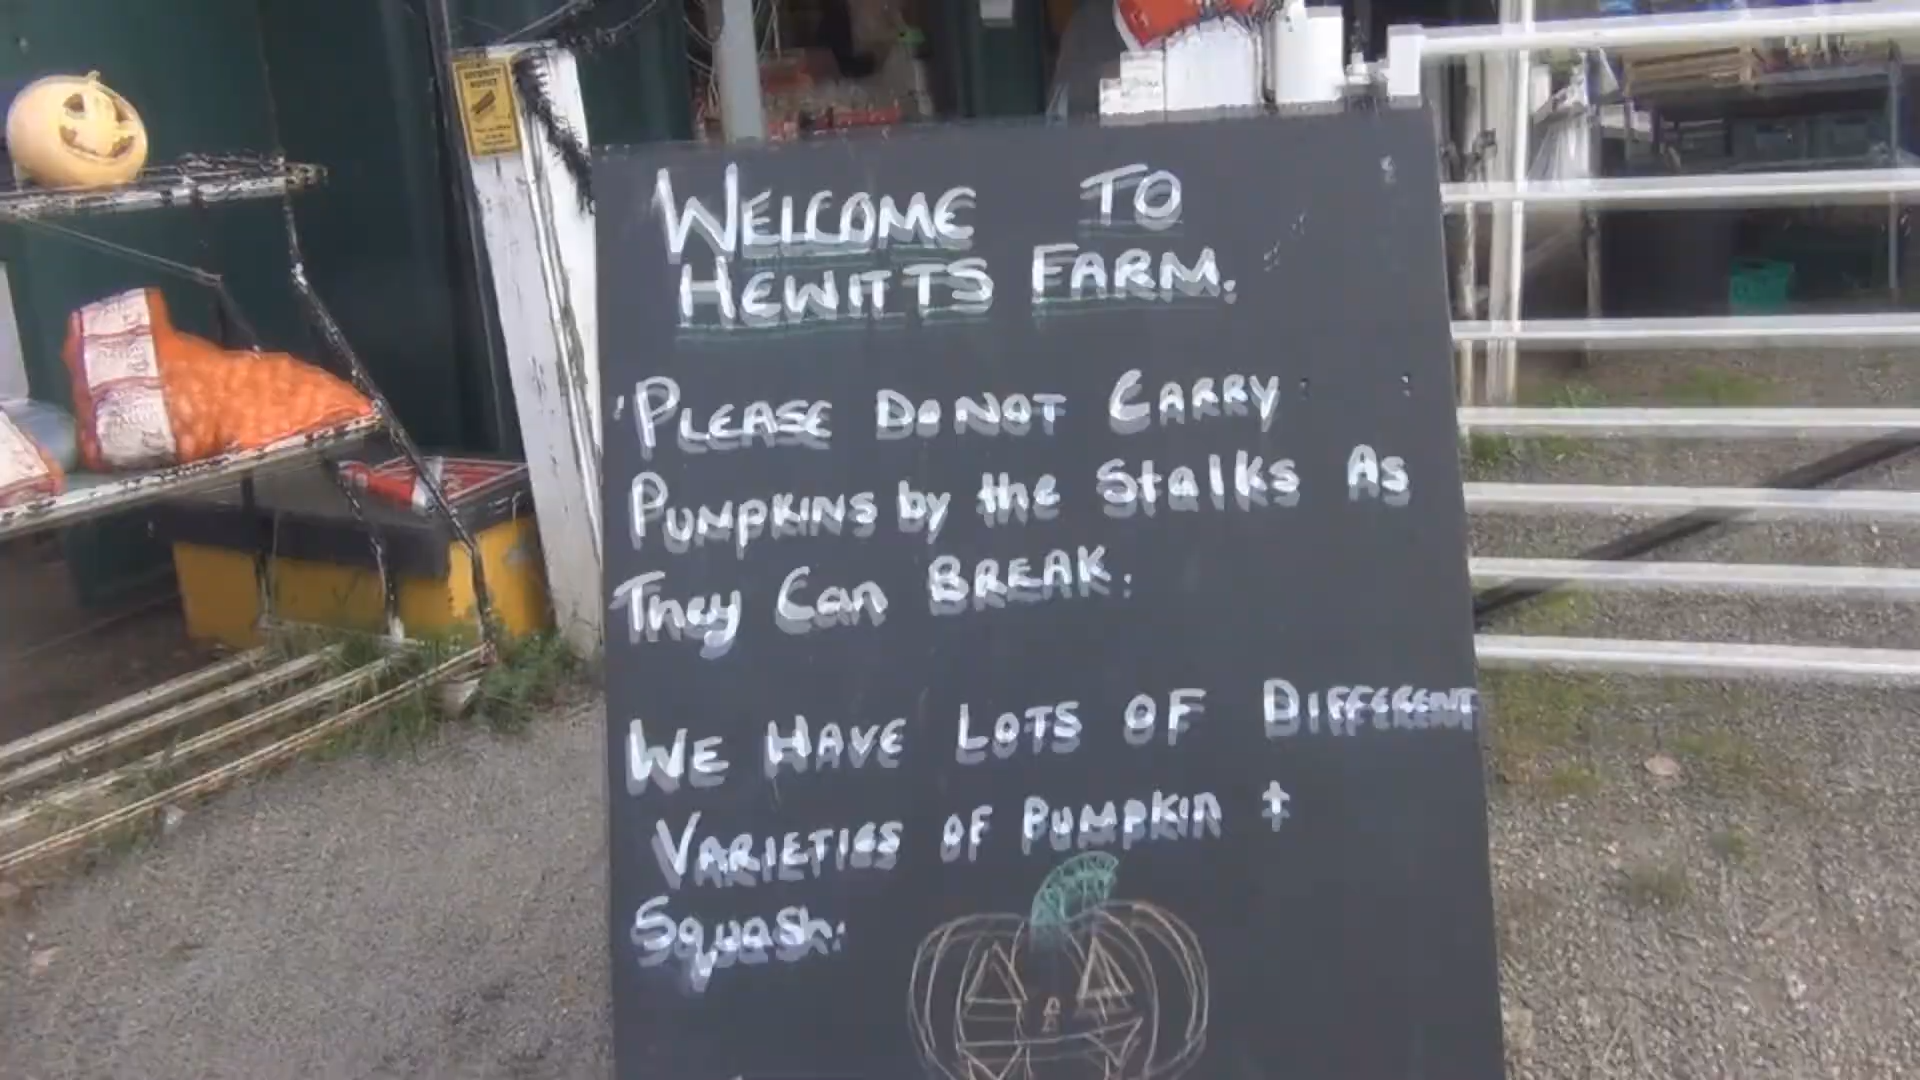 WELCOME TO
HEWITTS FARM.
PLEASE DO NOT CARRY
PUMPKINS by the Stalks As
They Can BREAK.
WE HAVE LOTS OF DIFFERENT
VARIETIES OF PUMPKIN +
Squash.